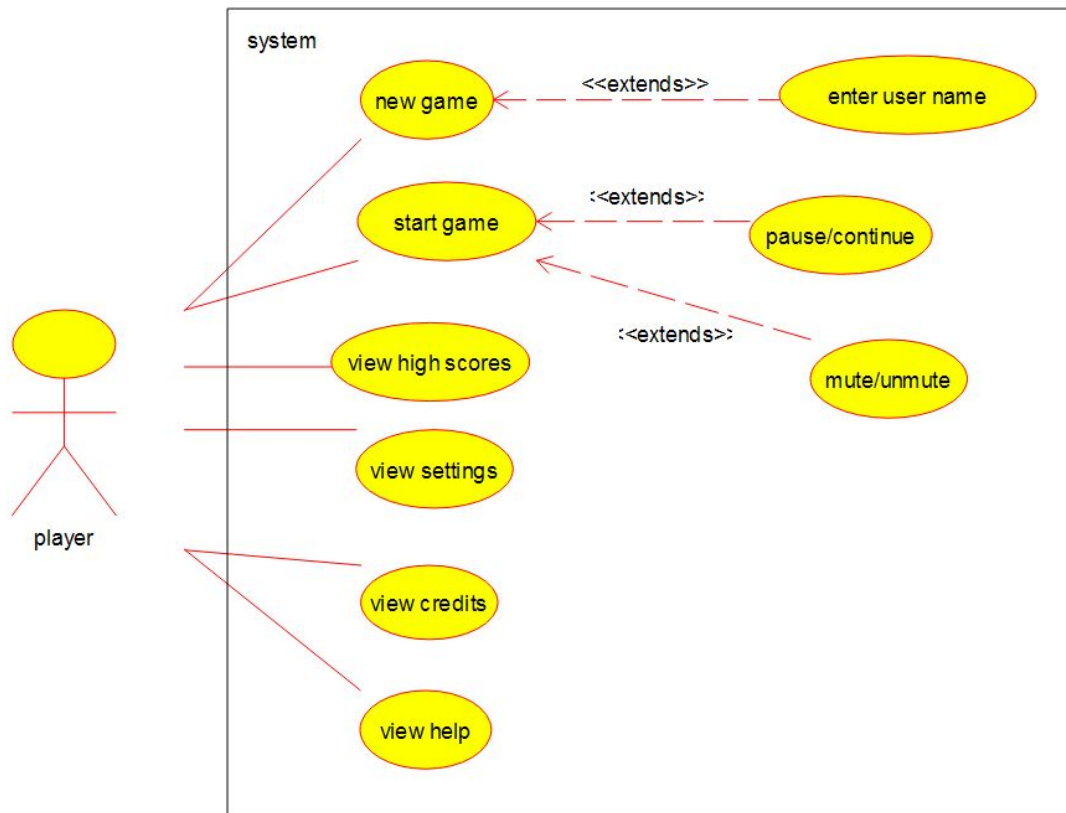 system
new game
<<extends>>
enter user name
start game
<<extends>>
pause/continue
<<extends>>
view high scores
mute/unmute
view settings
player
view credits
view help